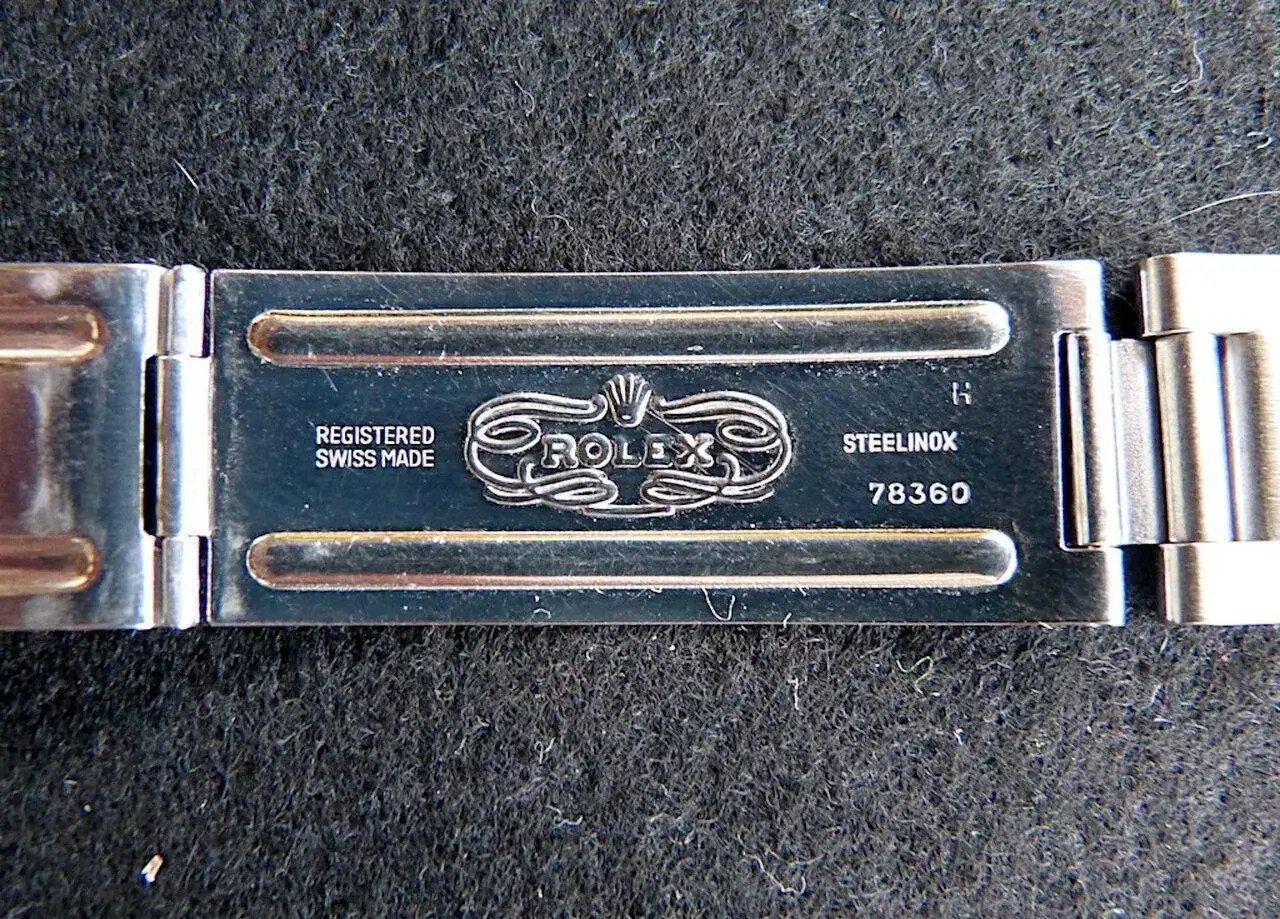 REGISTERED
SWISS MADE
ROLEX
H
STEELINOX
78360